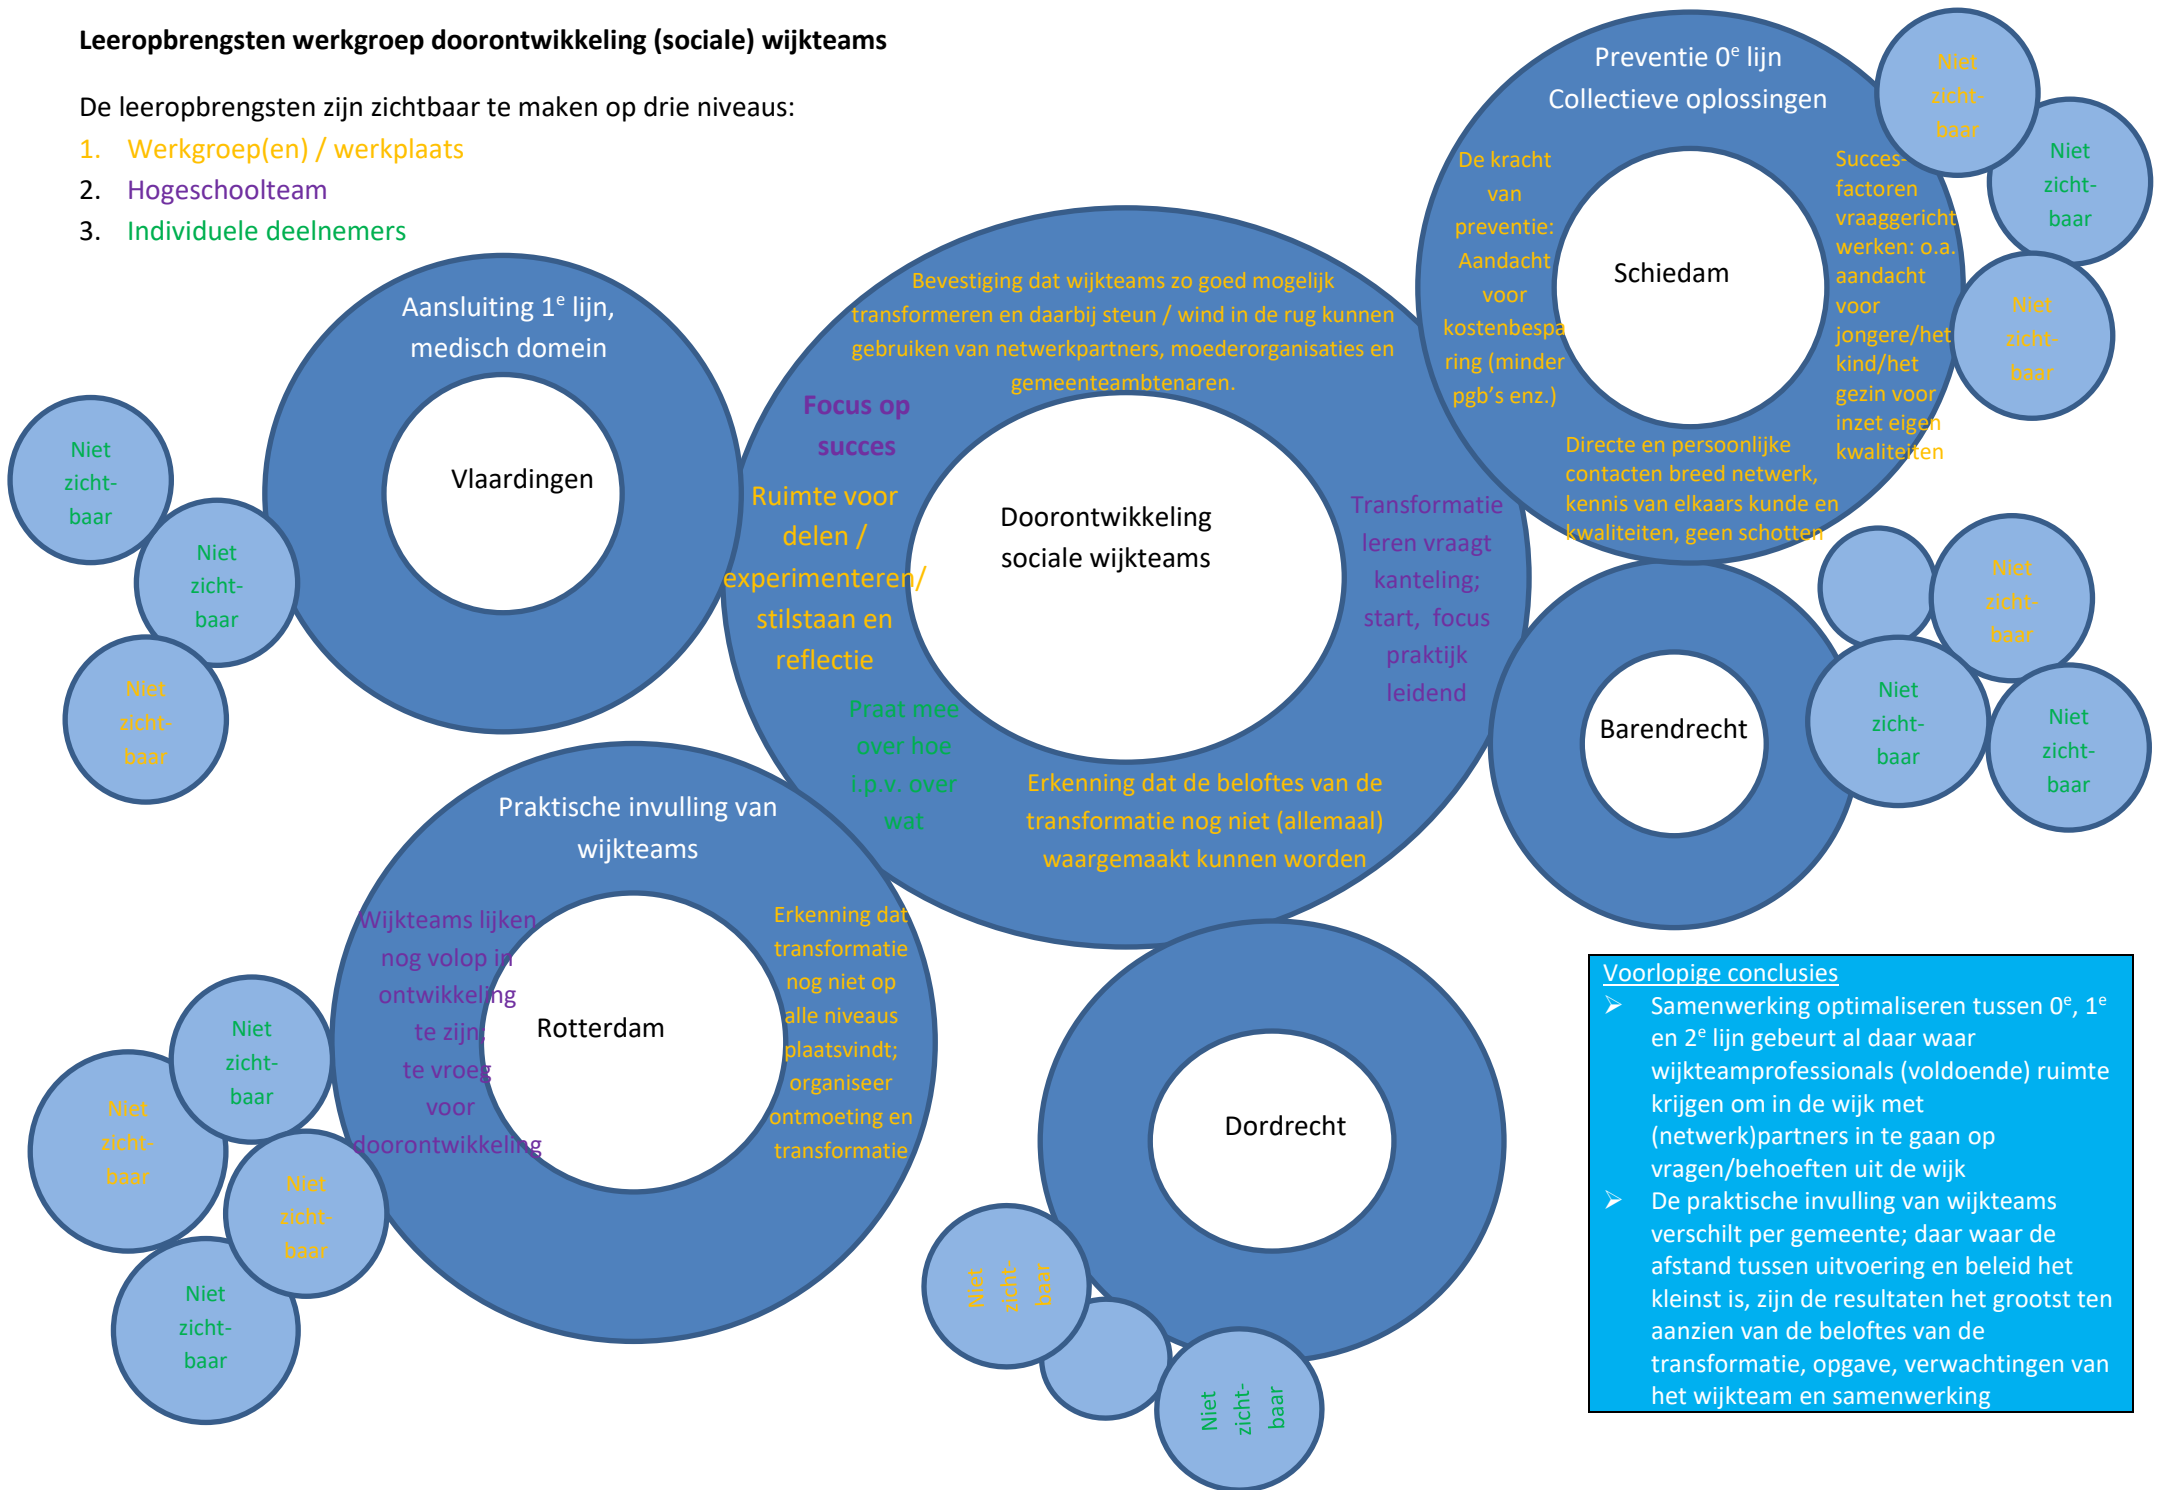 Leeropbrengsten werkgroep doorontwikkeling (sociale) wijkteams
De leeropbrengsten zijn zichtbaar te maken op drie niveaus:
1. Werkgroep(en) / werkplaats
2. Hogeschoolteam
3. Individuele deelnemers
Aansluiting 1e lijn,
medisch domein
Vlaardingen
Niet
zicht-
baar
Niet
zicht-
baar
Niet
zicht-
baar
Bevestiging dat wijkteams zo goed mogelijk
transformeren en daarbij steun / wind in de rug kunnen
gebruiken van netwerkpartners, moederorganisaties en
gemeenteambtenaren.
Focus op
succes
Ruimte voor
delen /
experimenteren/
stilstaan en
reflectie
Praat mee
over hoe
i.p.v. over
wat
Doorontwikkeling
sociale wijkteams
Transformatie
leren vraagt
kanteling;
start, focus
praktijk
leidend
Erkenning dat de beloftes van de
transformatie nog niet (allemaal)
waargemaakt kunnen worden
Preventie 0e lijn
Collectieve oplossingen
De kracht
van
preventie:
Aandacht
voor
kostenbespa
ring (minder
pgb's enz.)
Schiedam
Succes-
factoren
vraaggericht
werken: o.a.
aandacht
voor
jongere/het
kind/het
gezin voor
inzet eigen
kwaliteiten
Directe en persoonlijke
contacten breed netwerk,
kennis van elkaars kunde en
kwaliteiten, geen schotten
Niet
zicht-
baar
Niet
zicht-
baar
Niet
zicht-
baar
Barendrecht
Niet
zicht-
baar
Niet
zicht-
baar
Niet
zicht-
baar
Praktische invulling van
wijkteams
Wijkteams lijken
nog volop in
ontwikkeling
te zijn;
te vroeg
voor
doorontwikkeling
Rotterdam
Erkenning dat
transformatie
nog niet op
alle niveaus
plaatsvindt;
organiseer
ontmoeting en
transformatie
Niet
zicht-
baar
Niet
zicht-
baar
Niet
zicht-
baar
Niet
zicht-
baar
Dordrecht
Niet
zicht-
baar
Niet
zicht-
baar
Voorlopige conclusies
➢ Samenwerking optimaliseren tussen 0e, 1e
en 2e lijn gebeurt al daar waar
wijkteamprofessionals (voldoende) ruimte
krijgen om in de wijk met
(netwerk)partners in te gaan op
vragen/behoeften uit de wijk
➢ De praktische invulling van wijkteams
verschilt per gemeente; daar waar de
afstand tussen uitvoering en beleid het
kleinst is, zijn de resultaten het grootst ten
aanzien van de beloftes van de
transformatie, opgave, verwachtingen van
het wijkteam en samenwerking